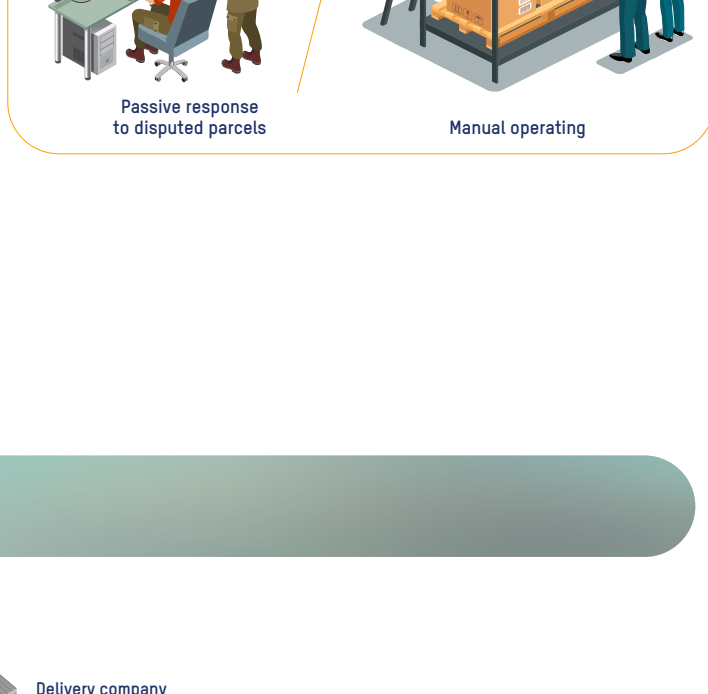 Passive response
to disputed parcels
Manual operating
Delivery company